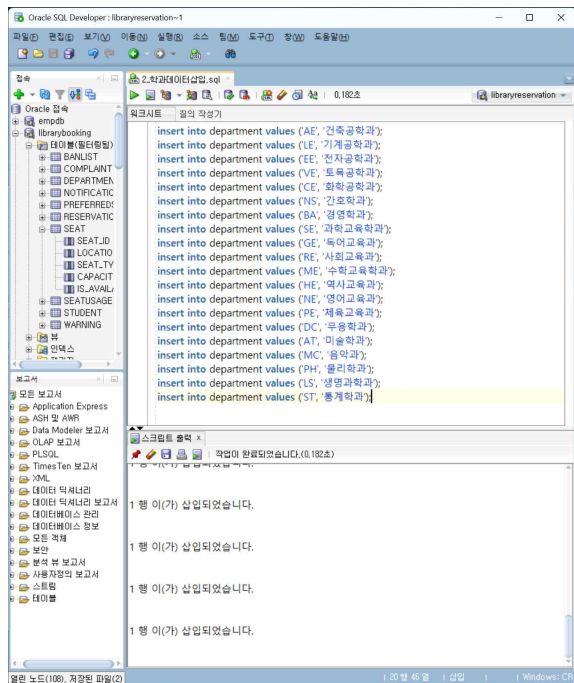 Oracle SQL Developer : libraryreservation~1
파일(F) 편집(E) 보기(V) 이동(N) 실행(R) 소스 팀(M) 도구(T) 창(W) 도움말(H)
접속
Oracle 접속
empdb
librarybooking
테이블(필터링됨)
BANLIST
COMPLAINT
DEPARTMEN
NOTIFICATIC
PREFERRED
RESERVATIC
SEAT
SEAT_ID
LOCATIO
SEAT_TY
CAPACIT
IS_AVAIL
SEATUSAGE
STUDENT
WARNING
뷰
인덱스
보고서
모든 보고서
Application Express
ASH 및 AWR
Data Modeler 보고서
OLAP 보고서
PLSQL
TimesTen 보고서
XML
데이터 딕셔너리
데이터 딕셔너리 보고서
데이터베이스 관리
데이터베이스 정보
모든 객체
보안
분석 뷰 보고서
사용자정의 보고서
스트림
테이블
2_학과데이터삽입.sql
0,182초
libraryreservation
워크시트 질의 작성기
insert into department values ('AE', '건축공학과');
insert into department values ('LE', '기계공학과');
insert into department values ('EE', '전자공학과');
insert into department values ('VE', '토목공학과');
insert into department values ('CE', '화학공학과');
insert into department values ('NS', '간호학과');
insert into department values ('BA', '경영학과');
insert into department values ('SE', '과학교육학과');
insert into department values ('GE', '독어교육과');
insert into department values ('RE', '사회교육과');
insert into department values ('ME', '수학교육학과');
insert into department values ('HE', '역사교육과');
insert into department values ('NE', '영어교육과');
insert into department values ('PE', '체육교육과');
insert into department values ('DC', '무용학과');
insert into department values ('AT', '미술학과');
insert into department values ('MC', '음악과');
insert into department values ('PH', '물리학과');
insert into department values ('LS', '생명과학과');
insert into department values ('ST', '통계학과');
스크립트 출력 x
작업이 완료되었습니다.(0,182초)
1 행 이(가) 삽입되었습니다.
1 행 이(가) 삽입되었습니다.
1 행 이(가) 삽입되었습니다.
1 행 이(가) 삽입되었습니다.
열린 노드(108), 저장된 파일(2)
20 행 46 열 삽입 Windows: CR